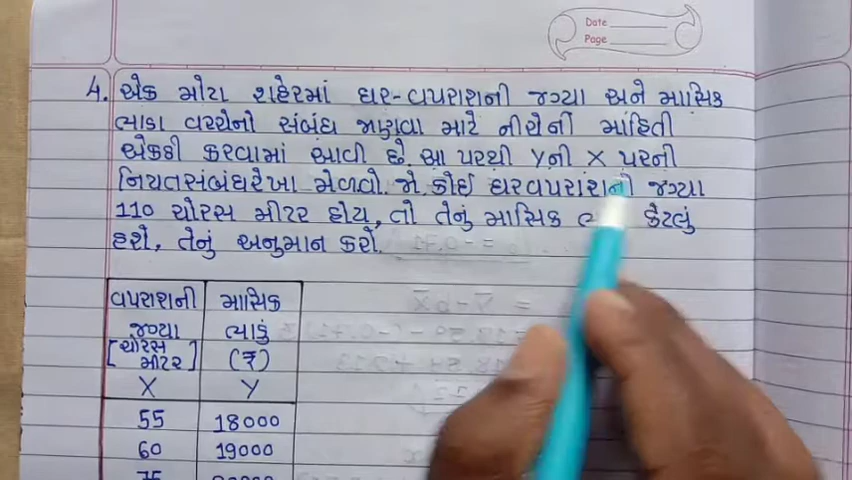 Date
Page
4. એક મોટા શહેરમાં ઘર-વપરાશની જગ્યા અને માસિક
ભાડા વચ્ચેનો સંબંધ જાણવા માટે નીચેની માહિતી
એકઠી કરવામાં આવી છે. આ પરથી Yની X પરની
નિયતસંબંધરેખા મેળવો. જો કોઈ ઘરવપરાશની જગ્યા
110 ચોરસ મીટર હોય, તો તેનું માસિક કેટલું
હશે, તેનું અનુમાન કરો.
વપરાશની માસિક
જગ્યા ભાડું
[ચોરસ
મીટર] (₹)
X Y
55 18000
60 19000